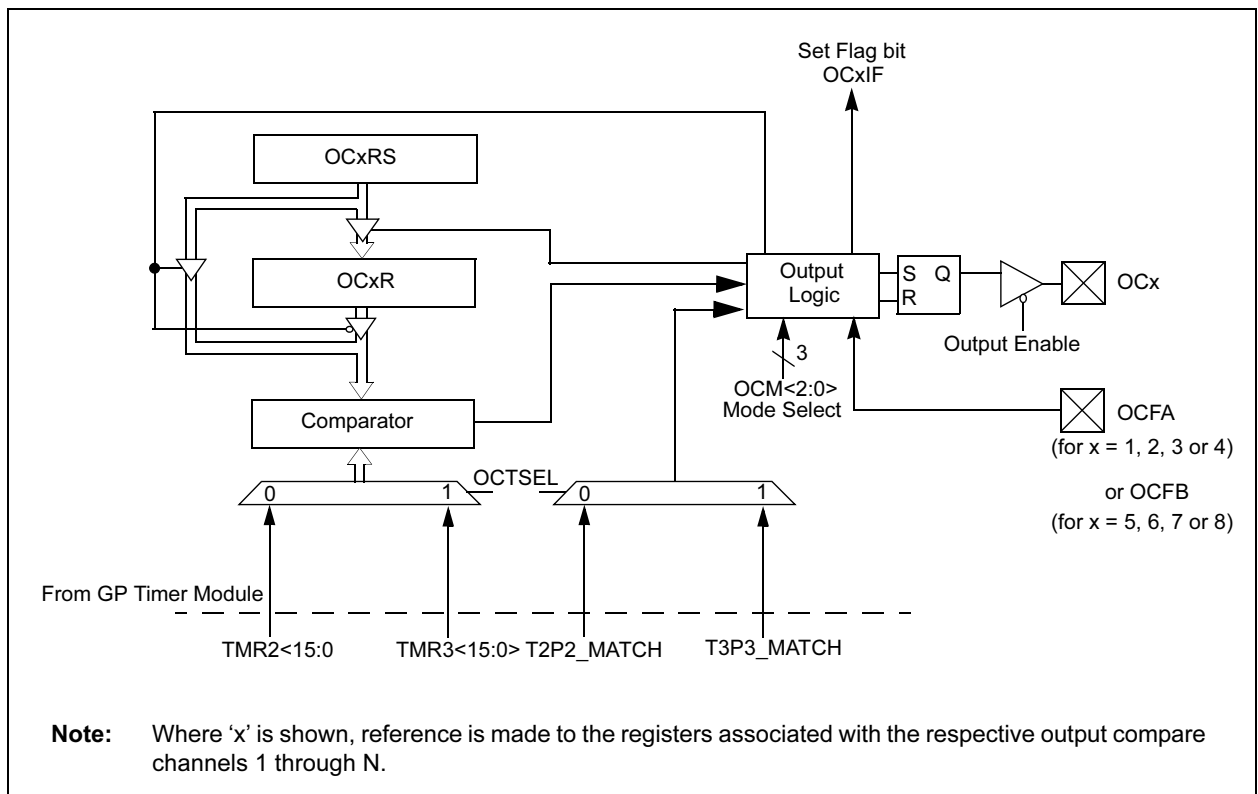 Set Flag bit
OCxIF
OCxRS
OCxR
Output
Logic
S Q
R
OCx
Output Enable
3
OCM<2:0>
Mode Select
Comparator
OCFA
(for x = 1, 2, 3 or 4)
or OCFB
(for x = 5, 6, 7 or 8)
0 1
OCTSEL
0 1
From GP Timer Module
TMR2<15:0
TMR3<15:0>
T2P2_MATCH
T3P3_MATCH
Note: Where ‘x’ is shown, reference is made to the registers associated with the respective output compare
channels 1 through N.